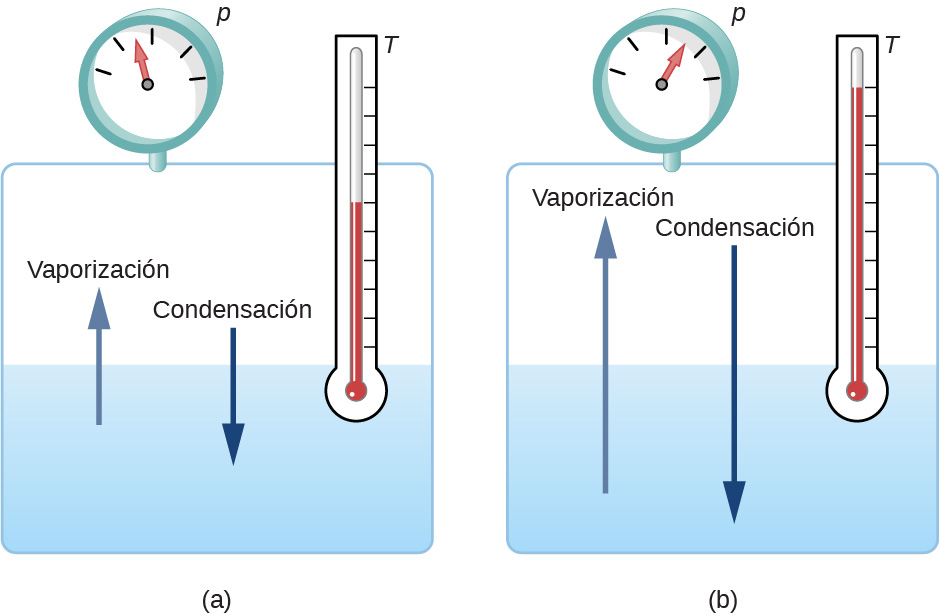 p
T
Vaporización
Condensación
(a)
p
T
Vaporización
Condensación
(b)